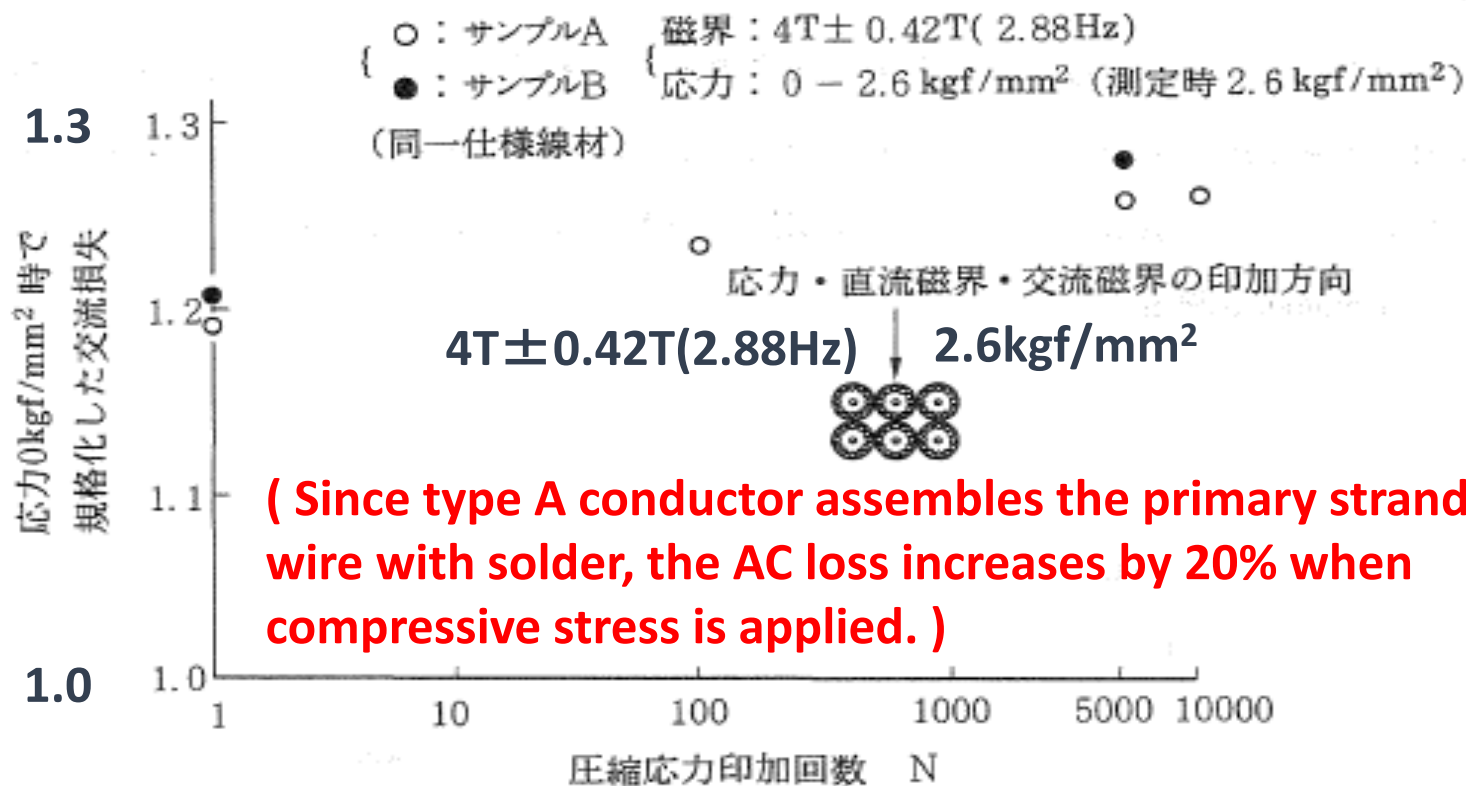 ○：サンプルA
●：サンプルB
（同一仕様線材）
磁界：4T± 0.42T( 2.88Hz)
応力：0 − 2.6 kgf/mm² （測定時 2.6 kgf/mm²）
1.3
1.3
1.2
1.1
1.0
1.0
応力0kgf/mm² 時で
規格化した交流損失
応力・直流磁界・交流磁界の印加方向
4T±0.42T(2.88Hz)
2.6kgf/mm²
( Since type A conductor assembles the primary strand
wire with solder, the AC loss increases by 20% when
compressive stress is applied. )
1 10 100 1000 5000 10000
圧縮応力印加回数 N